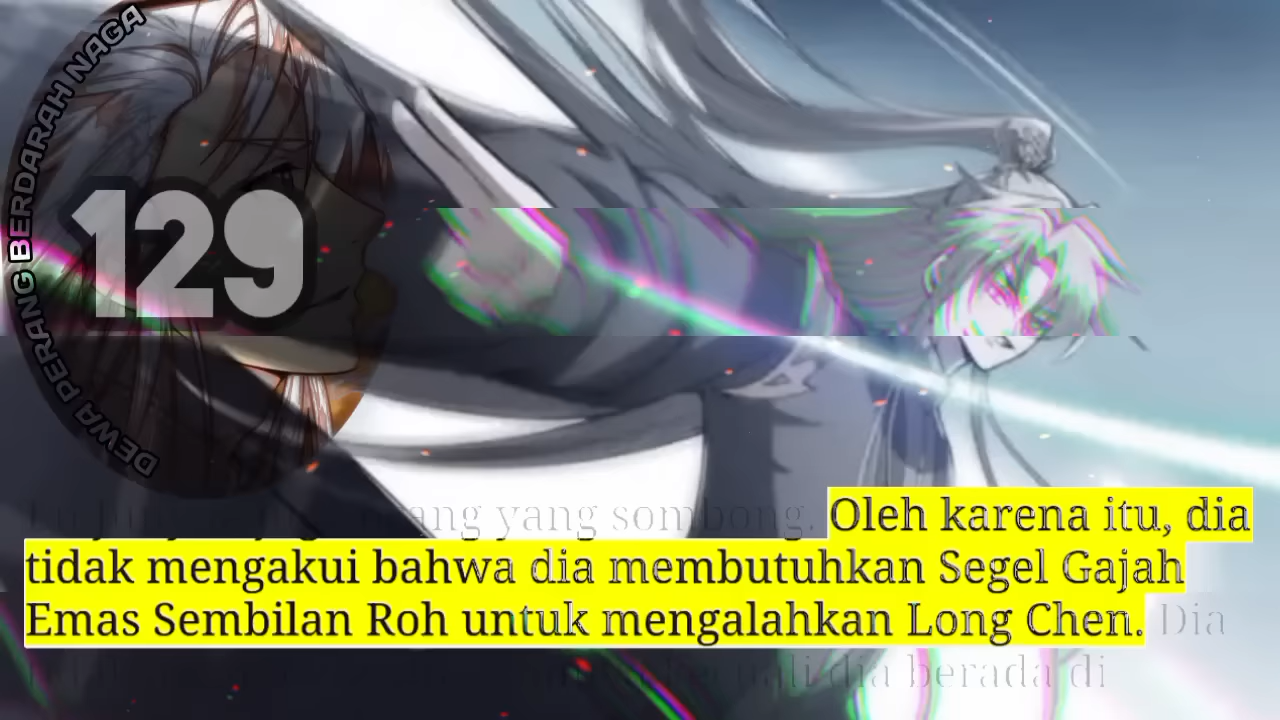 DEWA PERANG BERDARAH NAGA
129
yang sombong. Oleh karena itu, dia
tidak mengakui bahwa dia membutuhkan Segel Gajah
Emas Sembilan Roh untuk mengalahkan Long Chen. Dia
dia berada di